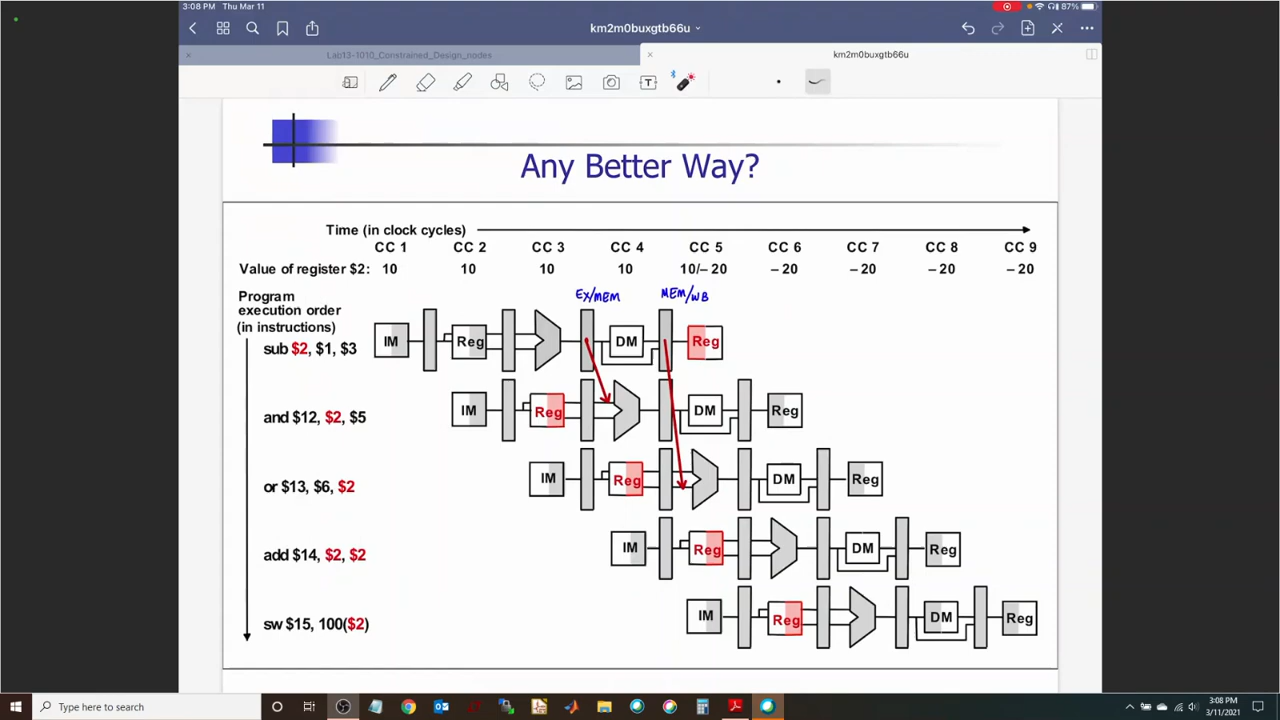 3:08 PM Thu Mar 11
87%
km2m0buxgtb66u
Lab13-1010_Constrained_Design_nodes
km2m0buxgtb66u
T
Any Better Way?
Time (in clock cycles)
CC 1 CC 2 CC 3 CC 4 CC 5 CC 6 CC 7 CC 8 CC 9
Value of register $2: 10 10 10 10 10/– 20 – 20 – 20 – 20 – 20
Program
execution order
(in instructions)
EX/MEM MEM/WB
sub $2, $1, $3
IM Reg DM Reg
and $12, $2, $5
IM Reg DM Reg
or $13, $6, $2
IM Reg DM Reg
add $14, $2, $2
IM Reg DM Reg
sw $15, 100($2)
IM Reg DM Reg
Type here to search
3:08 PM
3/11/2021